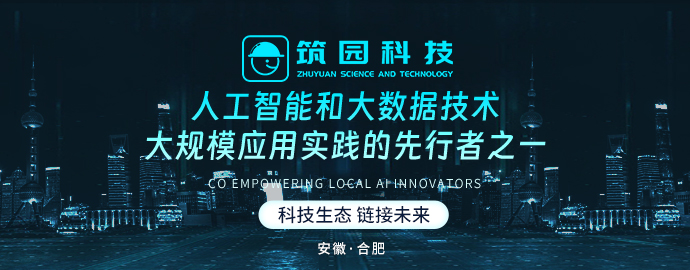 筑园科技
ZHUYUAN SCIENCE AND TECHNOLOGY
人工智能和大数据技术
大规模应用实践的先行者之一
CO EMPOWERING LOCAL AI INNOVATORS
科技生态 链接未来
安徽·合肥